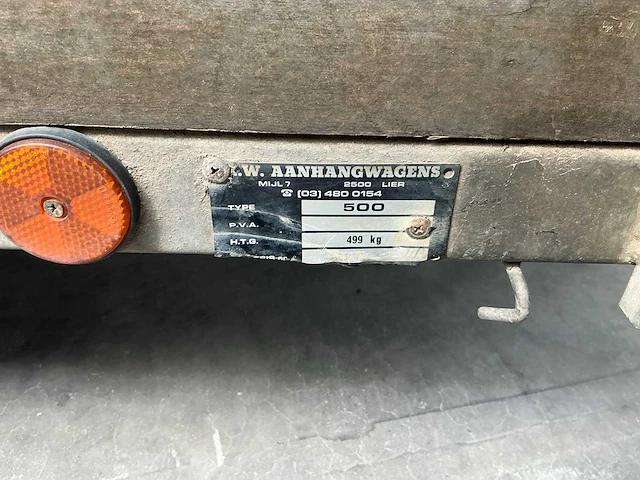 .W. AANHANGWAGENS
MIJL 7 2500 LIER
☎ (03) 480 0154
TYPE 500
P.V.A.
H.T.G. 499 kg